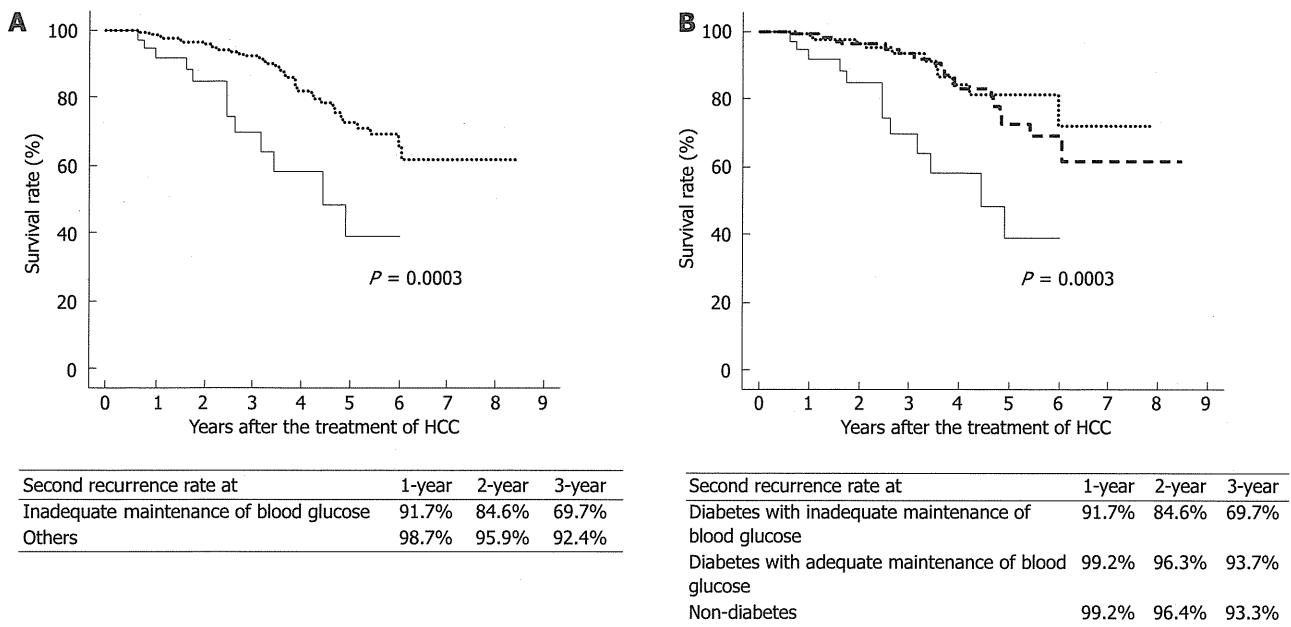 A
100
80
60
40
20
0
Survival rate (%)
P = 0.0003
0 1 2 3 4 5 6 7 8 9
Years after the treatment of HCC
Second recurrence rate at 1-year 2-year 3-year
Inadequate maintenance of blood glucose 91.7% 84.6% 69.7%
Others 98.7% 95.9% 92.4%
B
100
80
60
40
20
0
Survival rate (%)
P = 0.0003
0 1 2 3 4 5 6 7 8 9
Years after the treatment of HCC
Second recurrence rate at 1-year 2-year 3-year
Diabetes with inadequate maintenance of 91.7% 84.6% 69.7%
blood glucose
Diabetes with adequate maintenance of blood 99.2% 96.3% 93.7%
glucose
Non-diabetes 99.2% 96.4% 93.3%